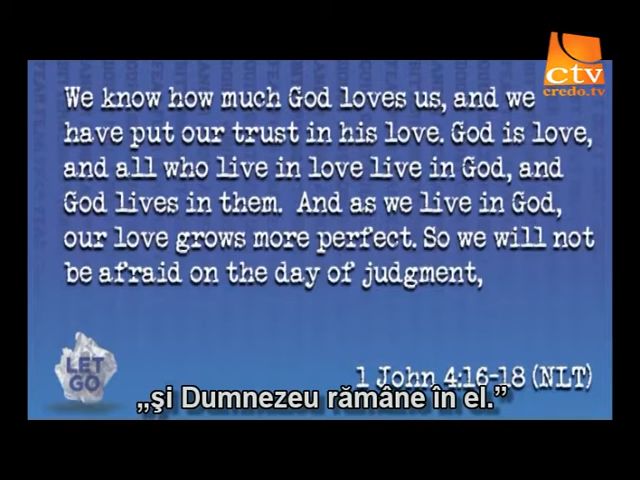 ctv
credo.tv
We know how much God loves us, and we
have put our trust in his love. God is love,
and all who live in love live in God, and
God lives in them. And as we live in God,
our love grows more perfect. So we will not
be afraid on the day of judgment,
LET
GO
1 John 4:16-18 (NLT)
„şi Dumnezeu rămâne în el.”